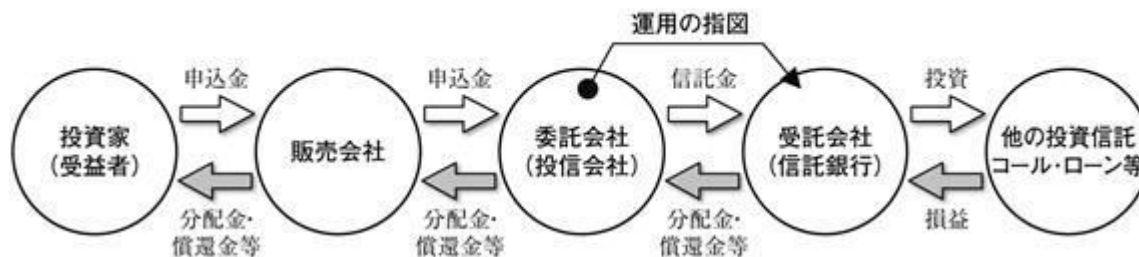 運用の指図
申込金
申込金
信託金
投資
投資家
(受益者)
販売会社
委託会社
(投信会社)
受託会社
(信託銀行)
他の投資信託
コール・ローン等
分配金・
償還金等
分配金・
償還金等
分配金・
償還金等
損益